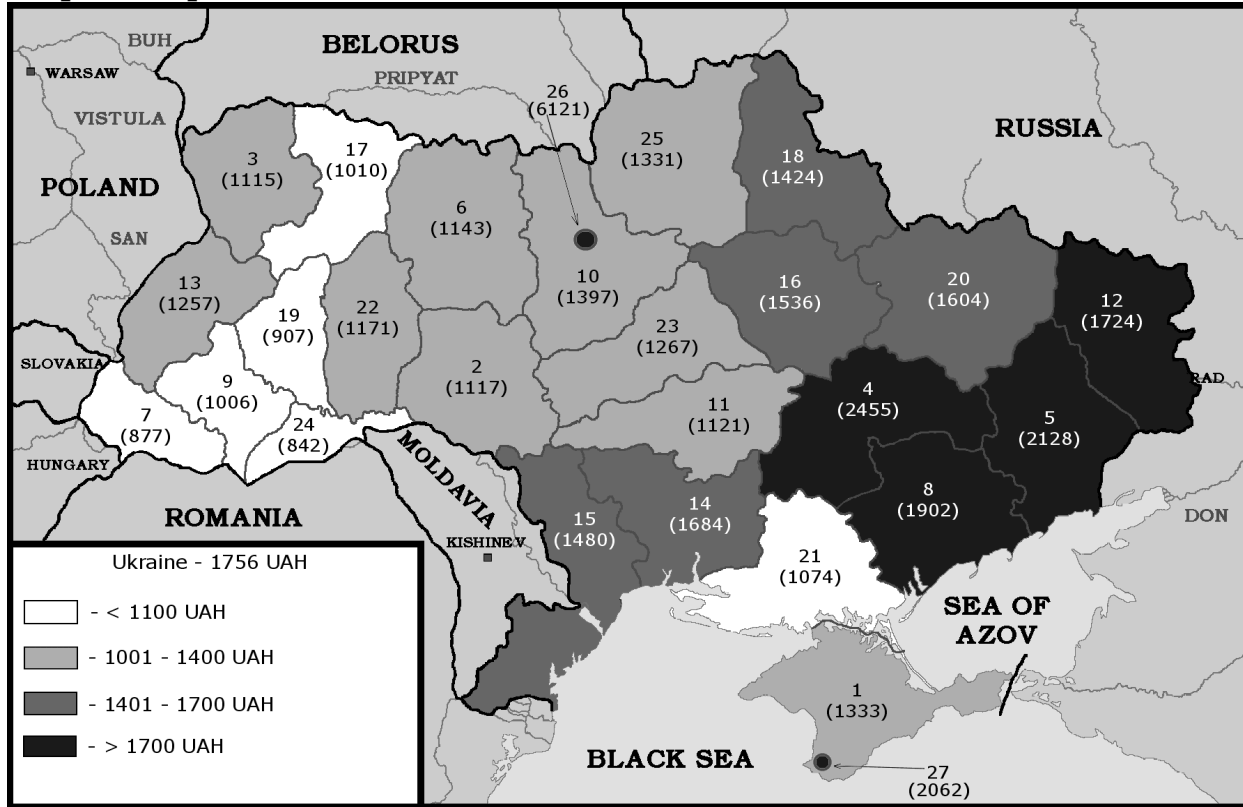 BUH
BELORUS
WARSAW
PRIPYAT
26
(6121)
VISTULA
RUSSIA
3
(1115)
17
(1010)
25
(1331)
18
(1424)
POLAND
6
(1143)
SAN
13
(1257)
10
(1397)
16
(1536)
20
(1604)
12
(1724)
19
(907)
22
(1171)
23
(1267)
SLOVAKIA
2
(1117)
9
(1006)
4
(2455)
RAD
7
(877)
24
(842)
11
(1121)
5
(2128)
HUNGARY
MOLDAVIA
8
(1902)
ROMANIA
14
(1684)
15
(1480)
DON
KISHINEV
21
(1074)
Ukraine - 1756 UAH
- < 1100 UAH
- 1001 - 1400 UAH
- 1401 - 1700 UAH
- > 1700 UAH
SEA OF
AZOV
1
(1333)
BLACK SEA
27
(2062)